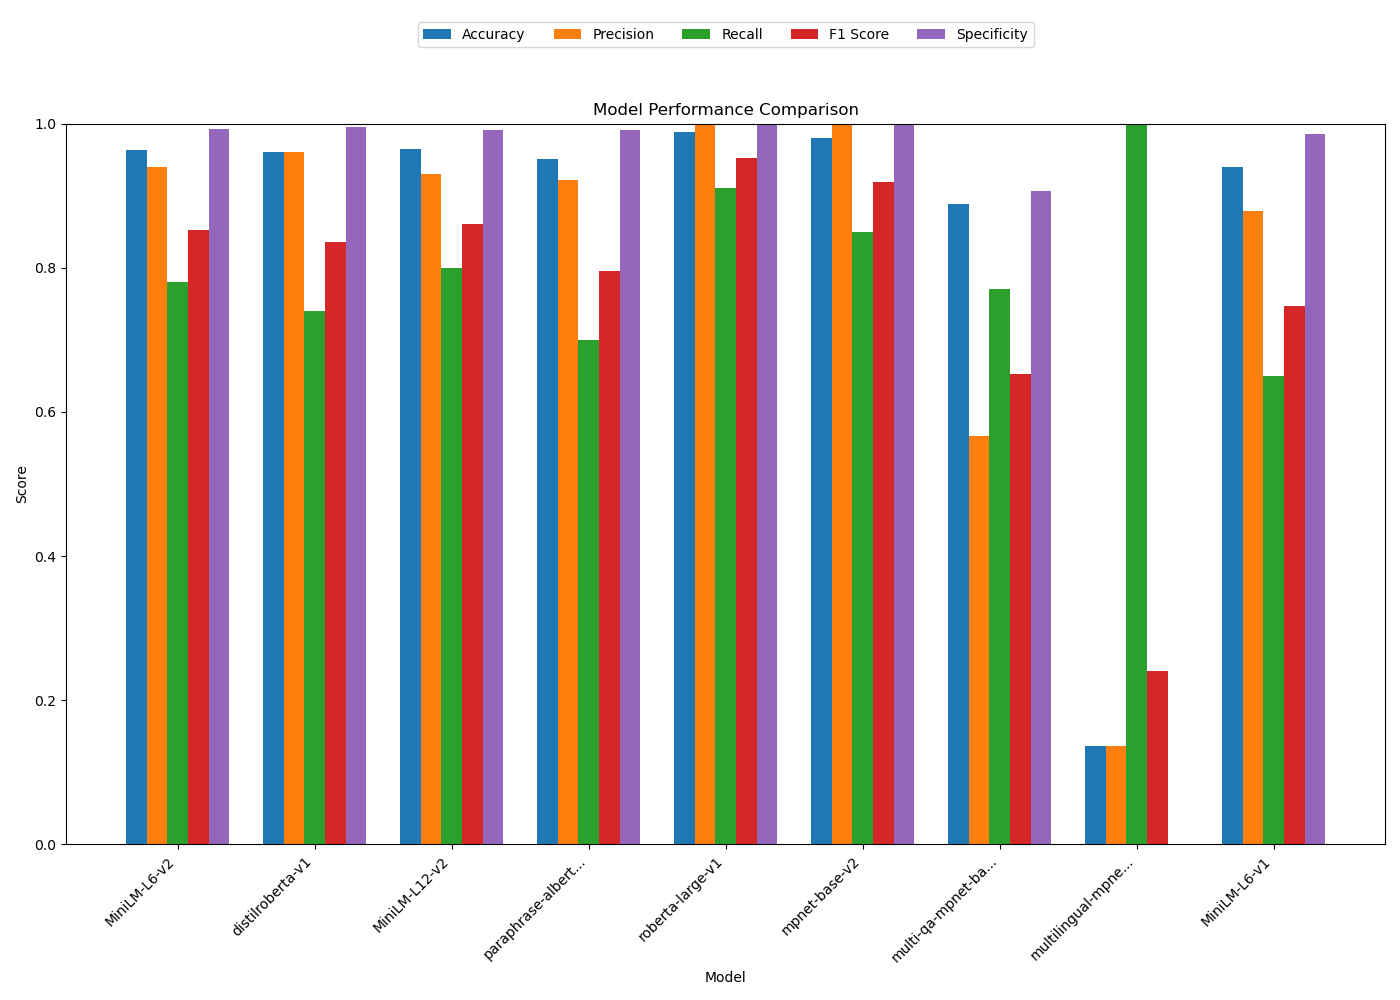 Accuracy Precision Recall F1 Score Specificity
Model Performance Comparison
1.0
0.8
0.6
0.4
0.2
0.0
Score
MiniLM-L6-v2
distilroberta-v1
MiniLM-L12-v2
paraphrase-albert...
roberta-large-v1
mpnet-base-v2
multi-qa-mpnet-ba...
multilingual-mpne...
MiniLM-L6-v1
Model